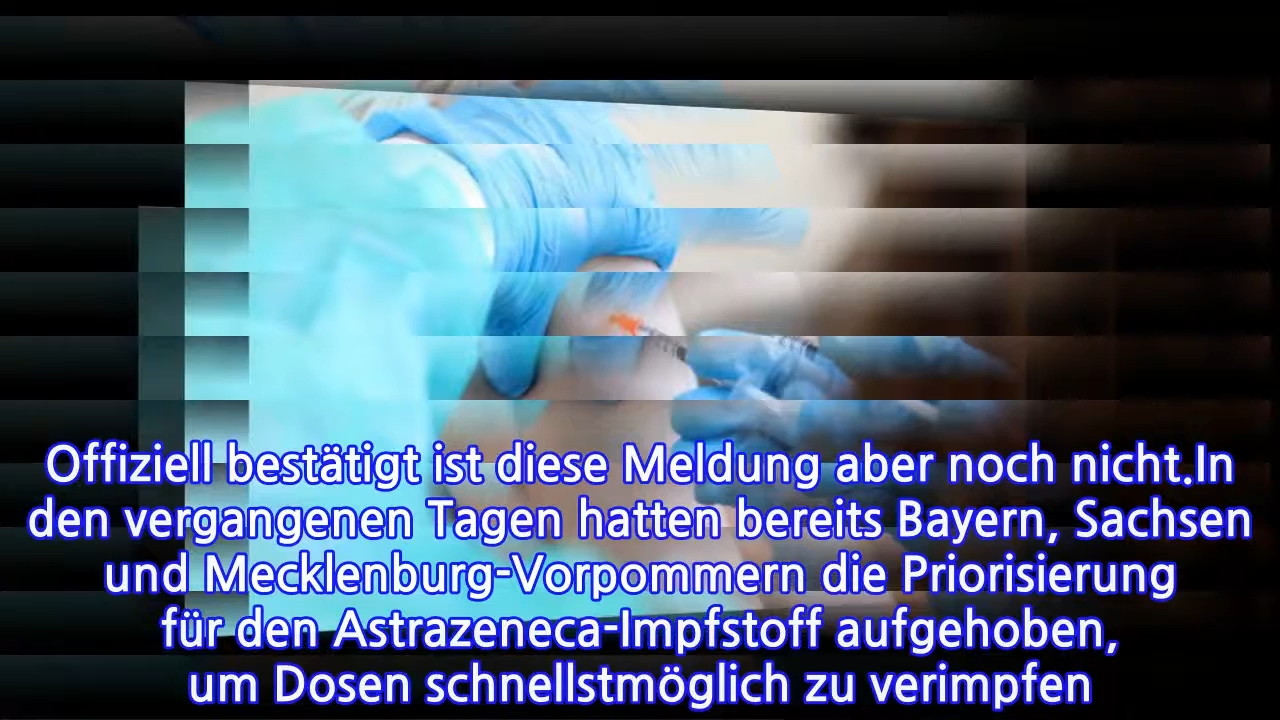 Offiziell bestätigt ist diese Meldung aber noch nicht.In
den vergangenen Tagen hatten bereits Bayern, Sachsen
und Mecklenburg-Vorpommern die Priorisierung
für den Astrazeneca-Impfstoff aufgehoben,
um Dosen schnellstmöglich zu verimpfen